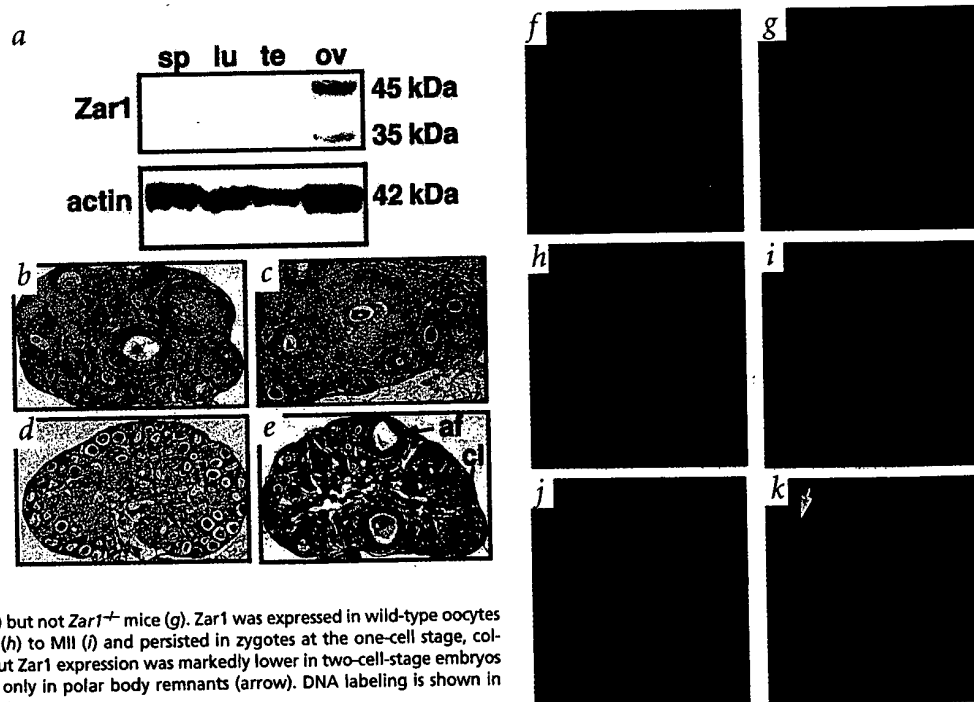 a
sp lu te ov
Zar1
45 kDa
35 kDa
actin
42 kDa
b
c
d
e
af
cl
f
g
h
i
j
k
) but not Zar1–/– mice (g). Zar1 was expressed in wild-type oocytes
(h) to MII (i) and persisted in zygotes at the one-cell stage, col-
ut Zar1 expression was markedly lower in two-cell-stage embryos
only in polar body remnants (arrow). DNA labeling is shown in